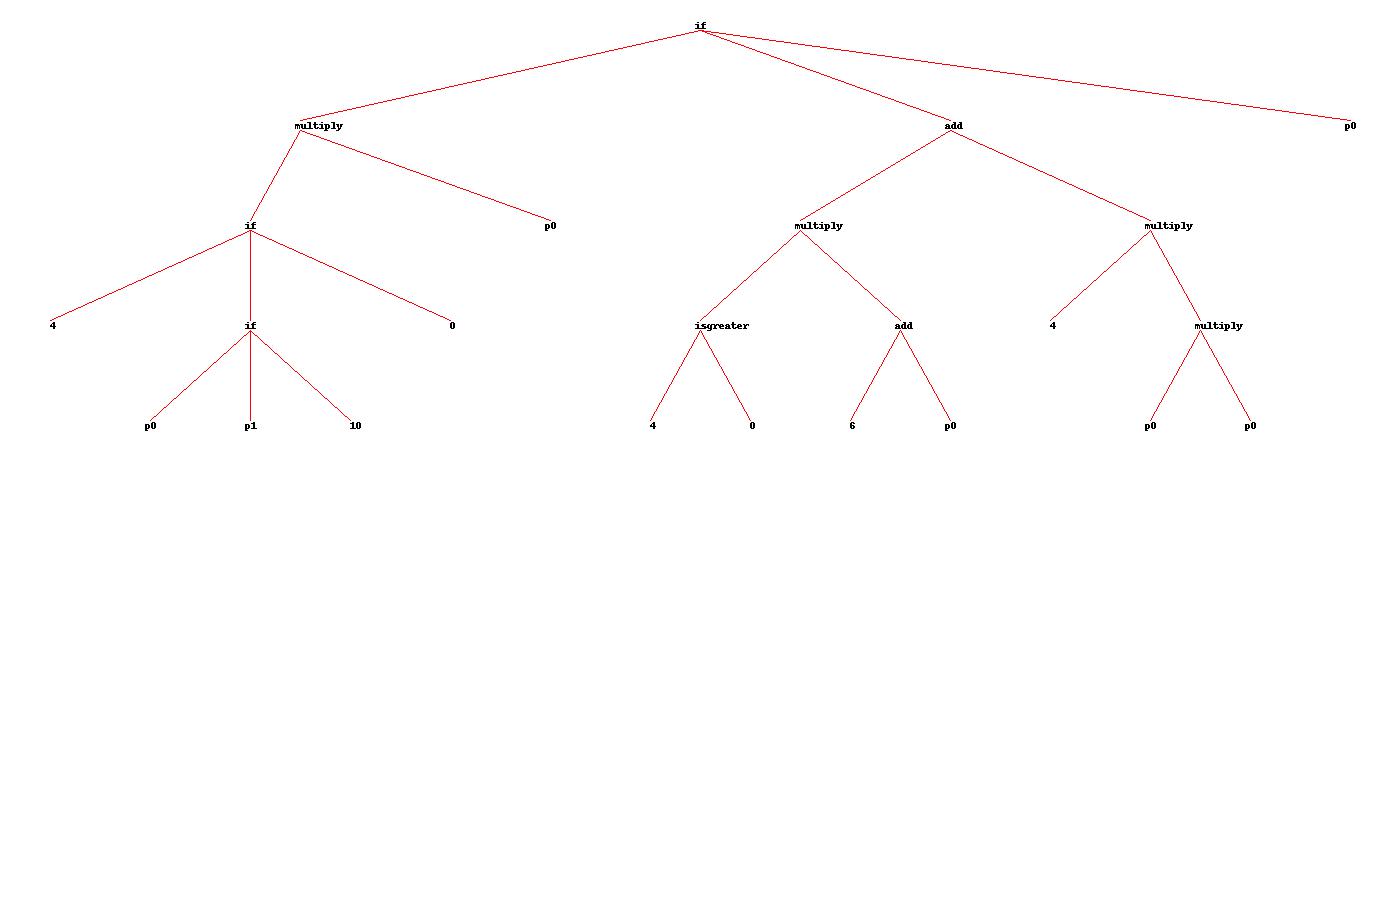 if
multiply add p0
if p0 multiply multiply
4 if 0 isgreater add 4 multiply
p0 p1 10 4 0 6 p0 p0 p0